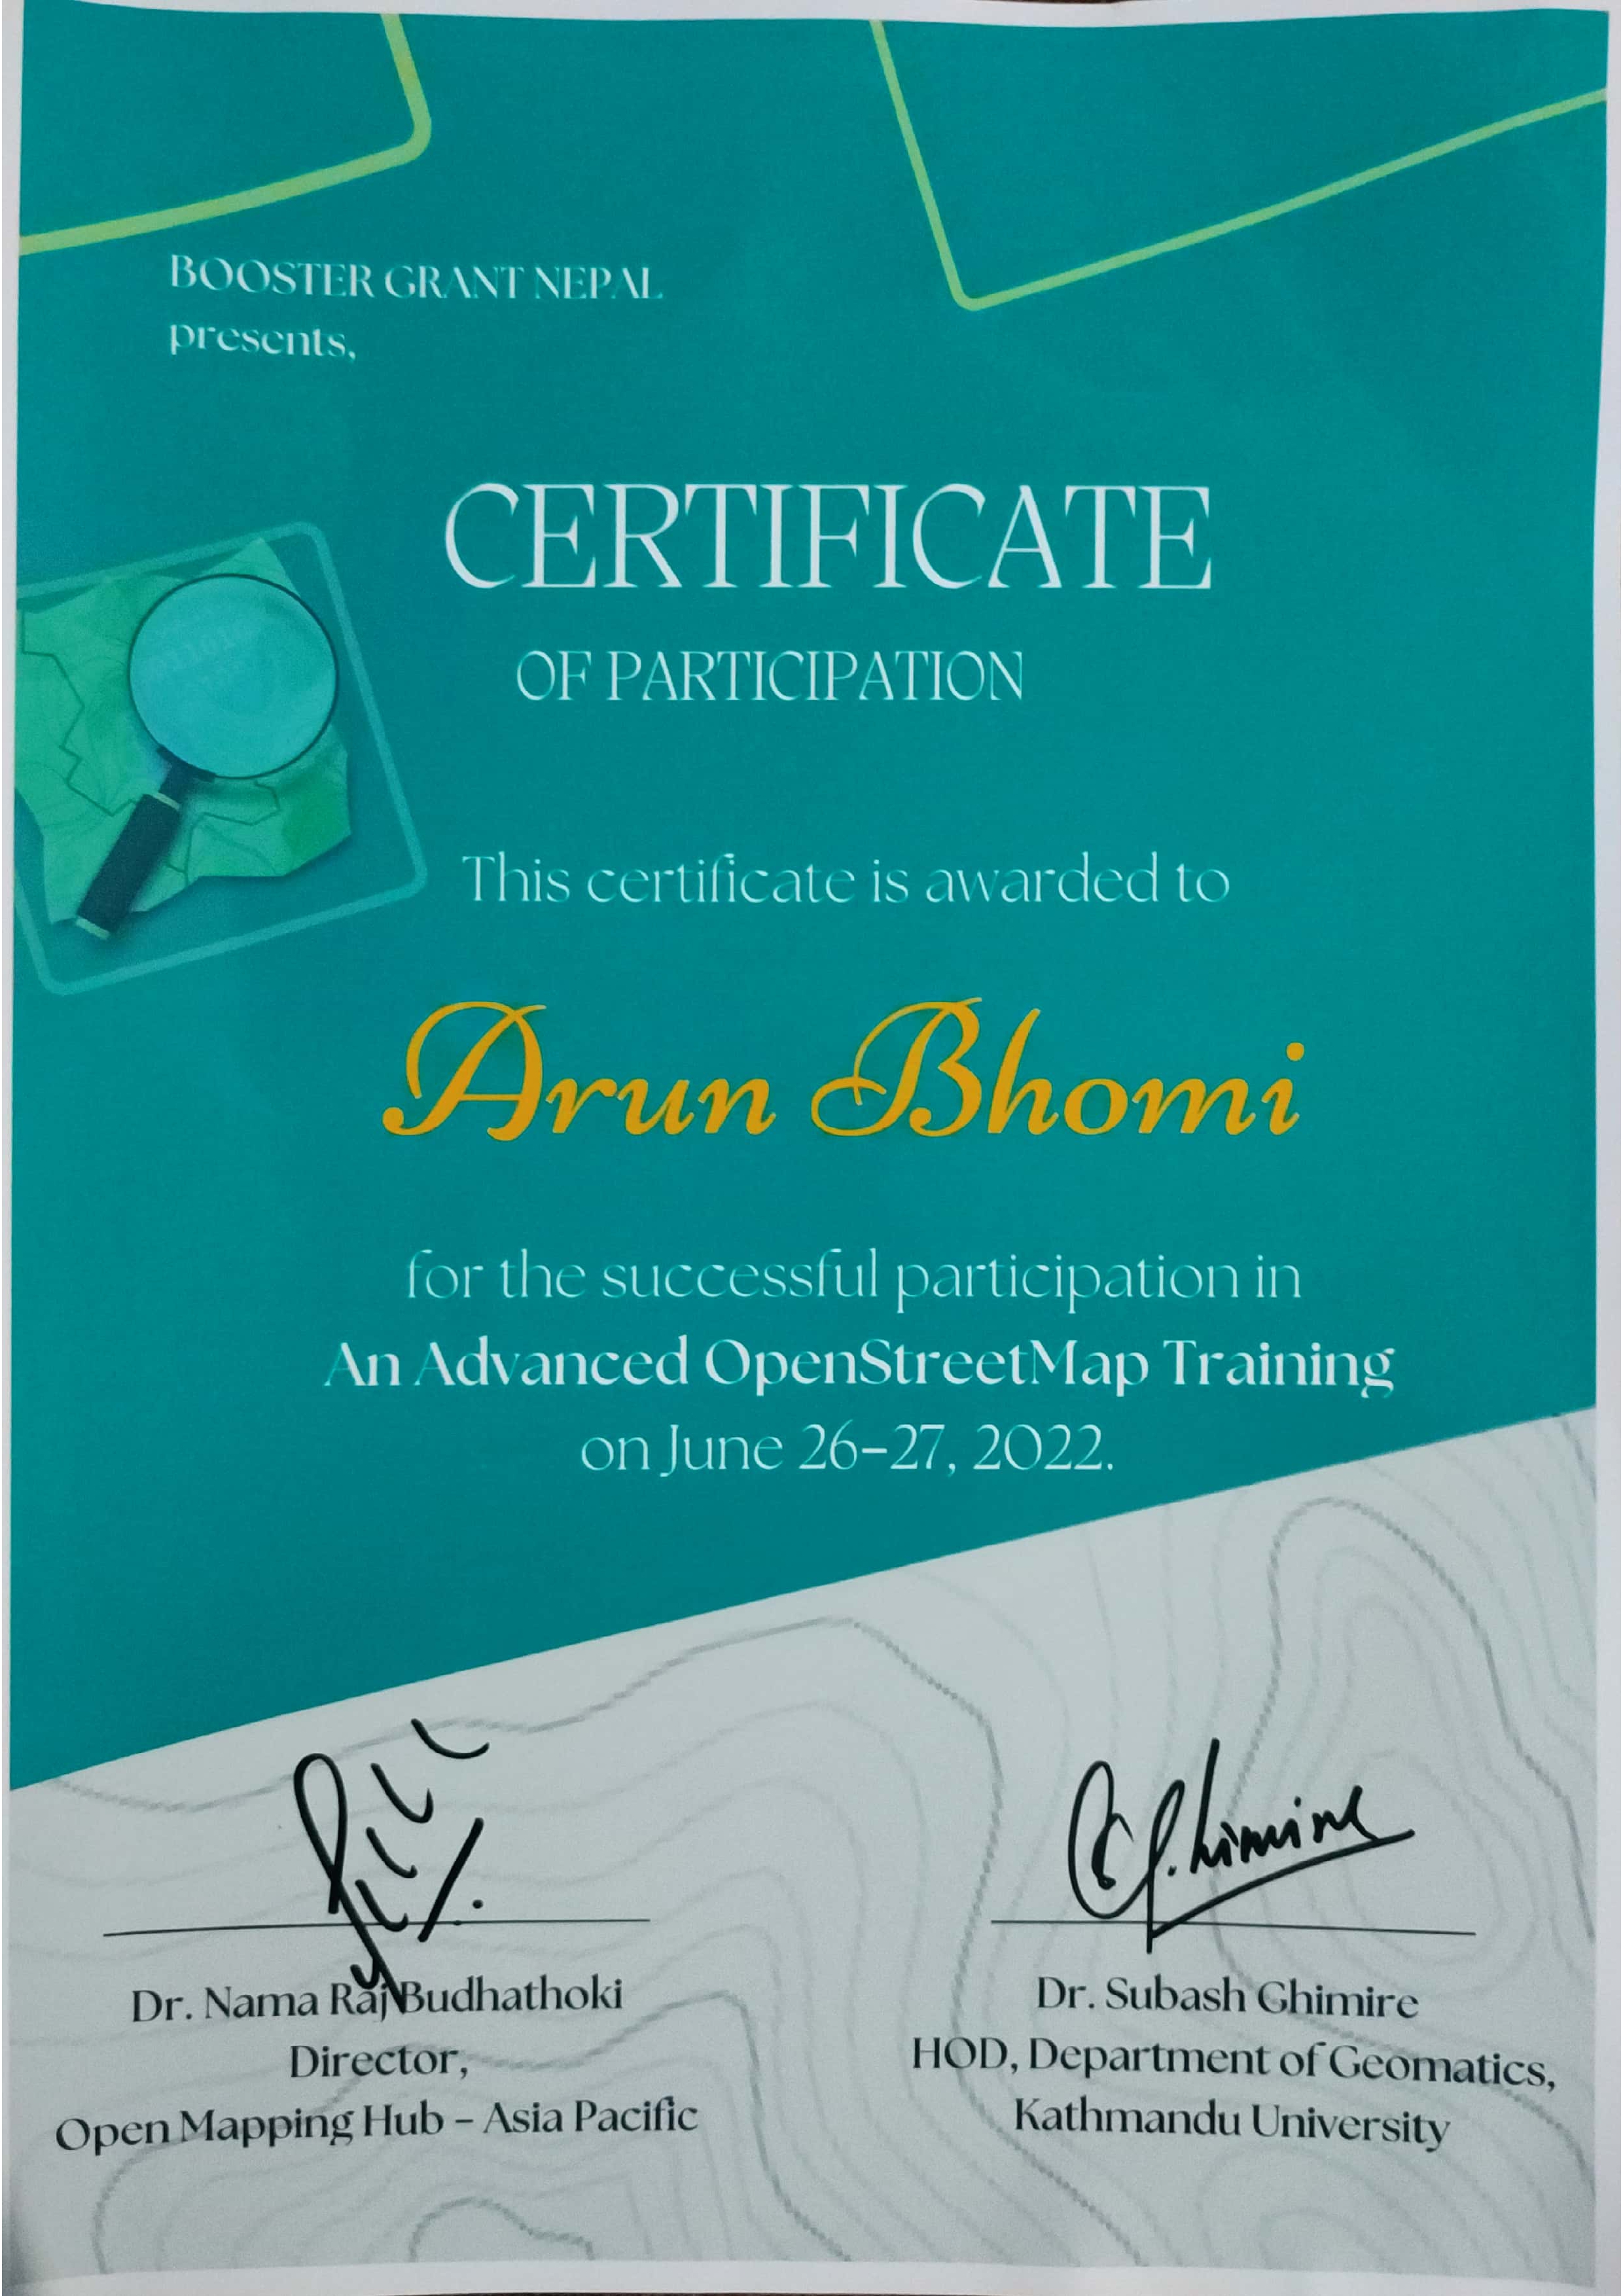 BOOSTER GRANT NEPAL
presents,
CERTIFICATE
OF PARTICIPATION
This certificate is awarded to
Arun Bhomi
for the successful participation in
An Advanced OpenStreetMap Training
on June 26-27, 2022.
Dr. Nama Raj Budhathoki
Director,
Open Mapping Hub - Asia Pacific
Dr. Subash Ghimire
HOD, Department of Geomatics,
Kathmandu University